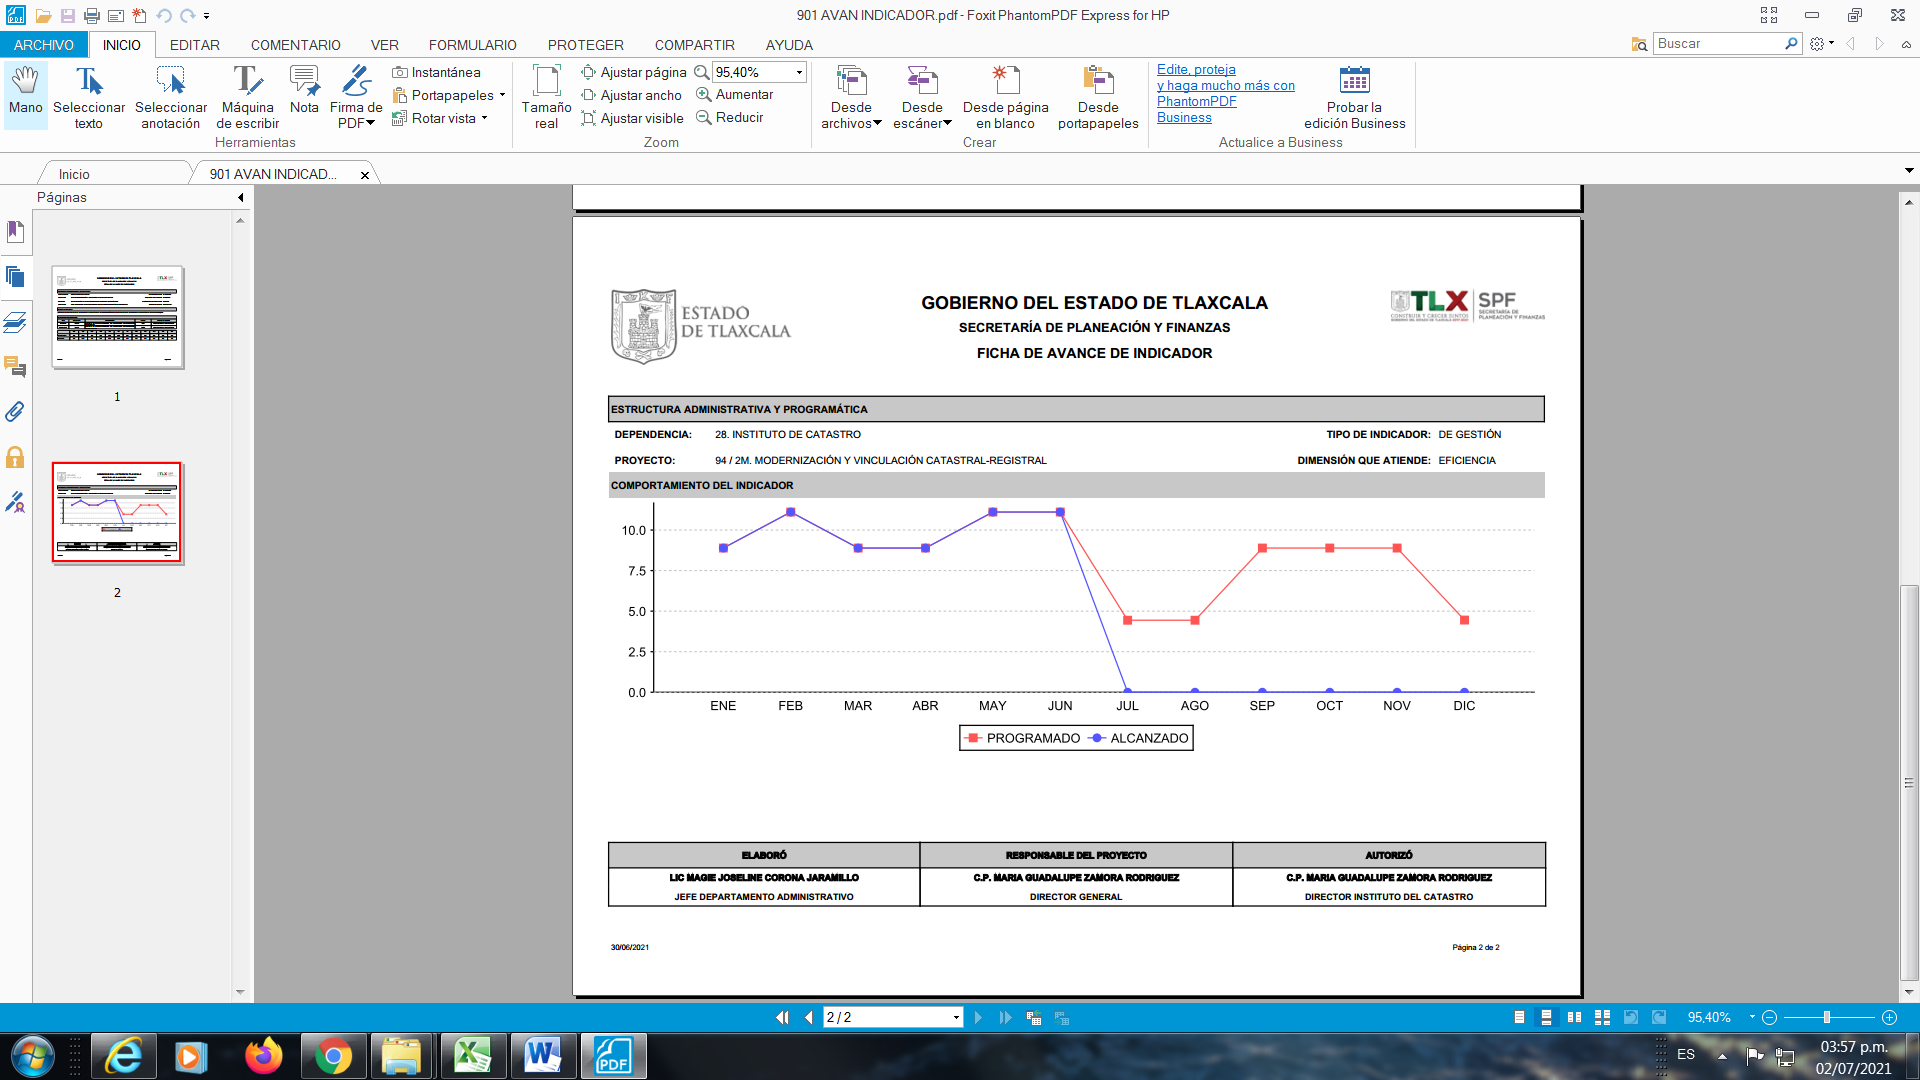 901 AVAN INDICADOR.pdf - Foxit PhantomPDF Express for HP
ARCHIVO INICIO EDITAR COMENTARIO VER FORMULARIO PROTEGER COMPARTIR AYUDA
Buscar
Mano
Seleccionar texto
Seleccionar anotación
Máquina de escribir
Nota
Firma de PDF
Instantánea
Portapapeles
Rotar vista
Herramientas
Tamaño real
Ajustar página
Ajustar ancho
Ajustar visible
95,40%
Aumentar
Reducir
Zoom
Desde archivos
Desde escáner
Desde página en blanco
Desde portapapeles
Crear
Edite, proteja
y haga mucho más con
PhantomPDF
Business
Probar la edición Business
Actualice a Business
Inicio
901 AVAN INDICAD...
Páginas
1
2
ESTADO
DE TLAXCALA
GOBIERNO DEL ESTADO DE TLAXCALA
SECRETARÍA DE PLANEACIÓN Y FINANZAS
FICHA DE AVANCE DE INDICADOR
TLX
CONSTRUIR Y CRECER JUNTOS
SPF
SECRETARÍA DE
PLANEACIÓN Y FINANZAS
ESTRUCTURA ADMINISTRATIVA Y PROGRAMÁTICA
DEPENDENCIA: 28. INSTITUTO DE CATASTRO TIPO DE INDICADOR: DE GESTIÓN
PROYECTO: 94 / 2M. MODERNIZACIÓN Y VINCULACIÓN CATASTRAL-REGISTRAL DIMENSIÓN QUE ATIENDE: EFICIENCIA
COMPORTAMIENTO DEL INDICADOR
10.0
7.5
5.0
2.5
0.0
ENE FEB MAR ABR MAY JUN JUL AGO SEP OCT NOV DIC
PROGRAMADO ALCANZADO
ELABORÓ RESPONSABLE DEL PROYECTO AUTORIZÓ
LIC MAGIE JOSELINE CORONA JARAMILLO C.P. MARIA GUADALUPE ZAMORA RODRIGUEZ C.P. MARIA GUADALUPE ZAMORA RODRIGUEZ
JEFE DEPARTAMENTO ADMINISTRATIVO DIRECTOR GENERAL DIRECTOR INSTITUTO DEL CATASTRO
30/06/2021 Página 2 de 2
2 / 2
95,40%
PDF
ES
03:57 p.m.
02/07/2021